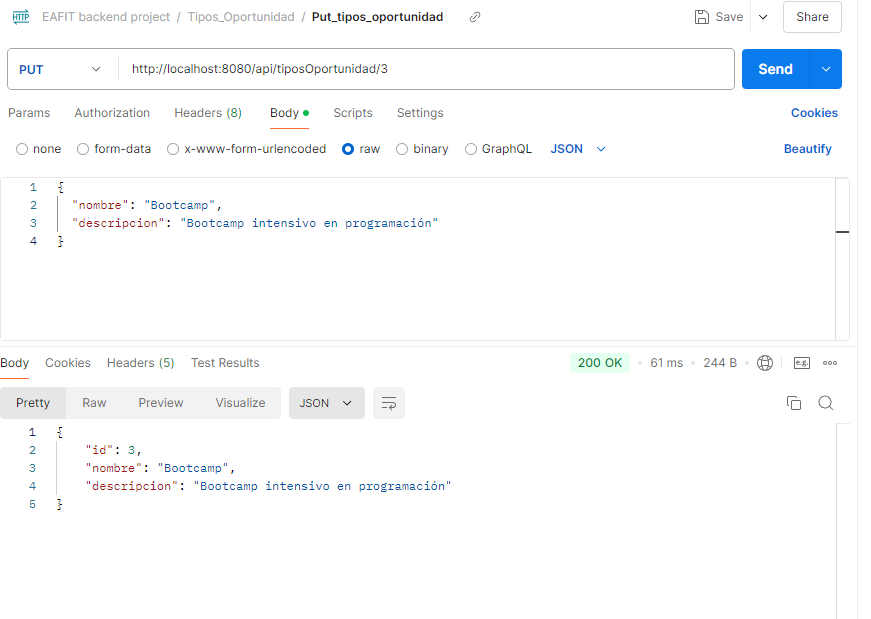 HTTP EAFIT backend project / Tipos_Oportunidad / Put_tipos_oportunidad Save Share
PUT http://localhost:8080/api/tiposOportunidad/3 Send
Params Authorization Headers (8) Body Scripts Settings Cookies
none form-data x-www-form-urlencoded raw binary GraphQL JSON Beautify
1 {
2 "nombre": "Bootcamp",
3 "descripcion": "Bootcamp intensivo en programación"
4 }
Body Cookies Headers (5) Test Results 200 OK 61 ms 244 B e.g.
Pretty Raw Preview Visualize JSON
1 {
2 "id": 3,
3 "nombre": "Bootcamp",
4 "descripcion": "Bootcamp intensivo en programación"
5 }